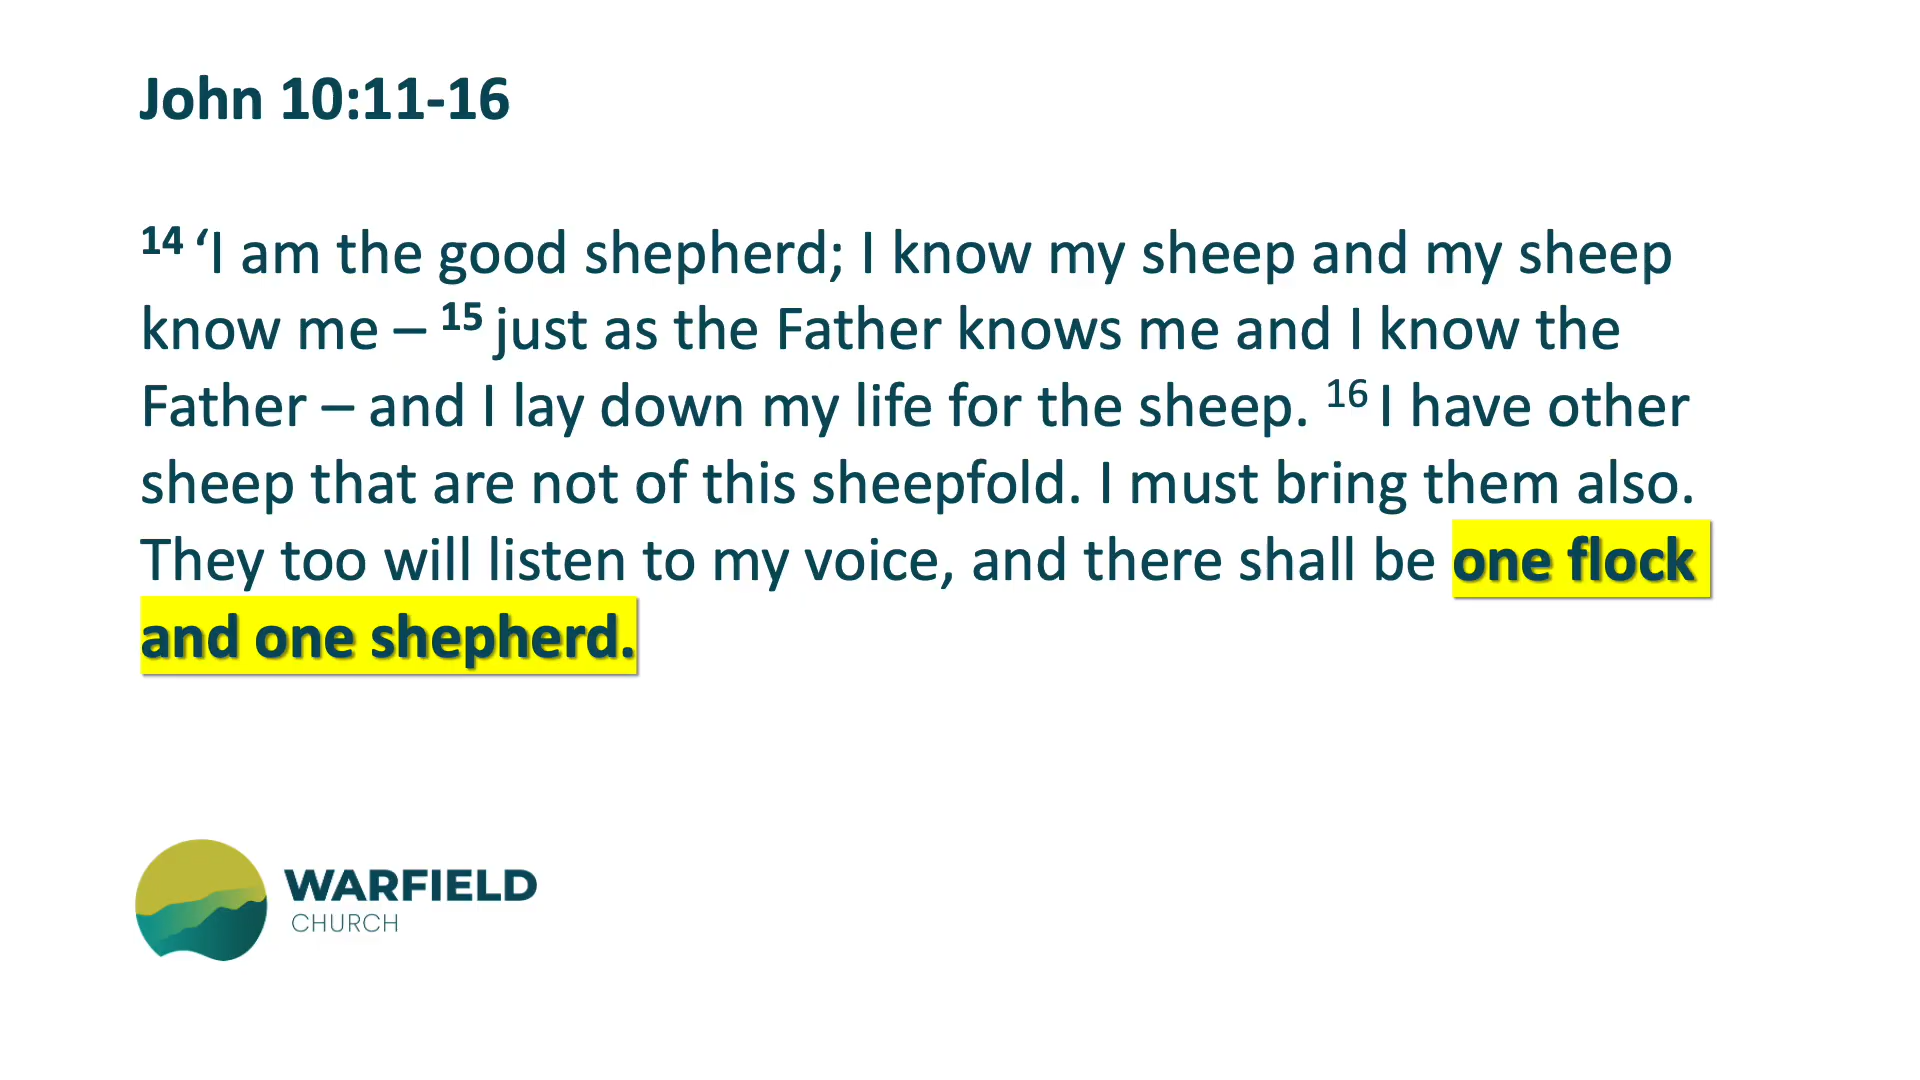 John 10:11-16
14 ‘I am the good shepherd; I know my sheep and my sheep
know me – 15 just as the Father knows me and I know the
Father – and I lay down my life for the sheep. 16 I have other
sheep that are not of this sheepfold. I must bring them also.
They too will listen to my voice, and there shall be one flock
and one shepherd.
WARFIELD
CHURCH